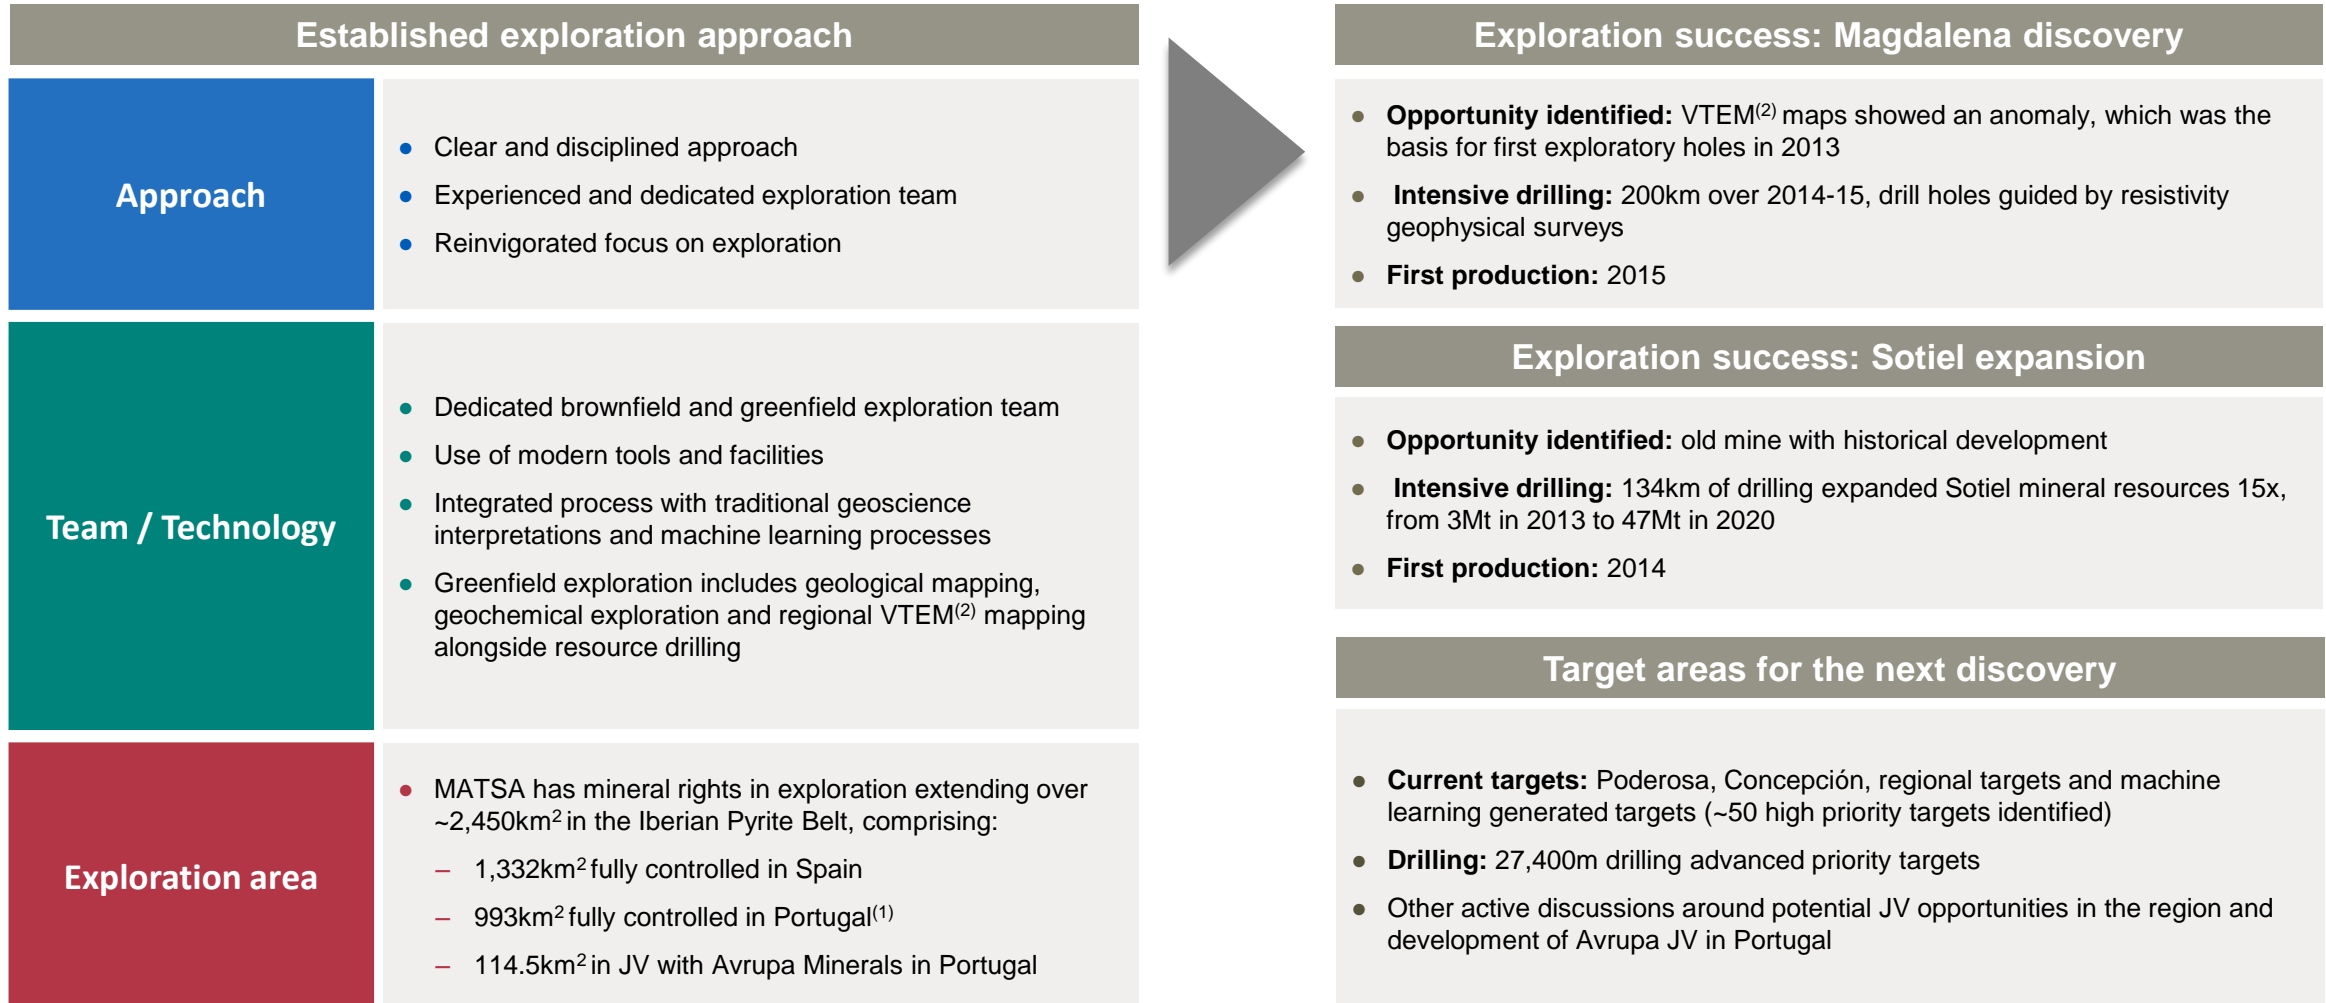 Established exploration approach
Approach
● Clear and disciplined approach
● Experienced and dedicated exploration team
● Reinvigorated focus on exploration
Team / Technology
● Dedicated brownfield and greenfield exploration team
● Use of modern tools and facilities
● Integrated process with traditional geoscience
interpretations and machine learning processes
● Greenfield exploration includes geological mapping,
geochemical exploration and regional VTEM(2) mapping
alongside resource drilling
Exploration area
● MATSA has mineral rights in exploration extending over
~2,450km2 in the Iberian Pyrite Belt, comprising:
– 1,332km2 fully controlled in Spain
– 993km2 fully controlled in Portugal(1)
– 114.5km2 in JV with Avrupa Minerals in Portugal
Exploration success: Magdalena discovery
● Opportunity identified: VTEM(2) maps showed an anomaly, which was the
basis for first exploratory holes in 2013
● Intensive drilling: 200km over 2014-15, drill holes guided by resistivity
geophysical surveys
● First production: 2015
Exploration success: Sotiel expansion
● Opportunity identified: old mine with historical development
● Intensive drilling: 134km of drilling expanded Sotiel mineral resources 15x,
from 3Mt in 2013 to 47Mt in 2020
● First production: 2014
Target areas for the next discovery
● Current targets: Poderosa, Concepción, regional targets and machine
learning generated targets (~50 high priority targets identified)
● Drilling: 27,400m drilling advanced priority targets
● Other active discussions around potential JV opportunities in the region and
development of Avrupa JV in Portugal